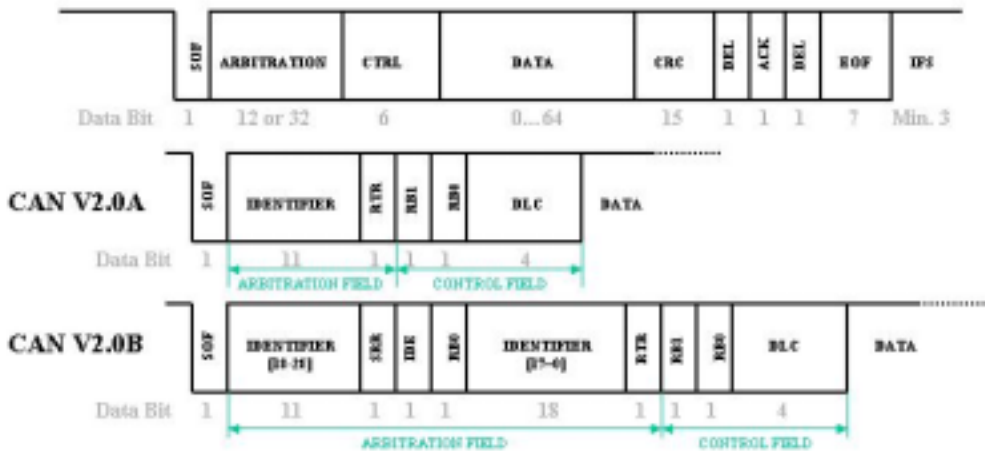 SOF ARBITRATION CTRL DATA CRC DEL ACK DEL EOF IFS
Data Bit 1 12 or 32 6 0...64 15 1 1 1 7 Min. 3
CAN V2.0A SOF IDENTIFIER RTR RB1 RB0 DLC DATA
Data Bit 1 11 1 1 1 4
ARBITRATION FIELD CONTROL FIELD
CAN V2.0B SOF IDENTIFIER SRR IDE RB0 IDENTIFIER RTR RB1 RB0 DLC DATA
[17-0]
Data Bit 1 11 1 1 1 18 1 1 1 4
ARBITRATION FIELD CONTROL FIELD